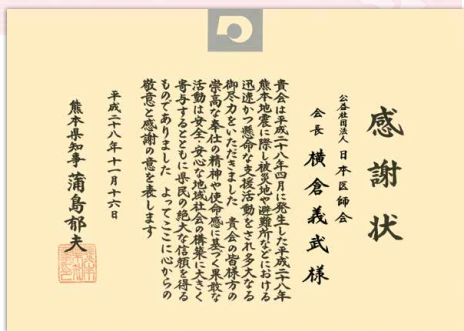 感謝状
公益社団法人 日本医師会
会長 横倉義武 様
貴会は平成二十八年四月に発生した平成二十八年
熊本地震に際し被災地や避難所などにおける
迅速かつ懸命な支援活動をされ多大なる
御尽力をいただきました 貴会の皆様方の
崇高な奉仕の精神や使命感に基づく果敢な
活動は安全・安心な地域社会の構築に大きく
寄与するとともに県民の絶大な信頼を得る
ものでありました よってここに心からの
敬意と感謝の意を表します
平成二十八年十一月十六日
熊本県知事 蒲島郁夫